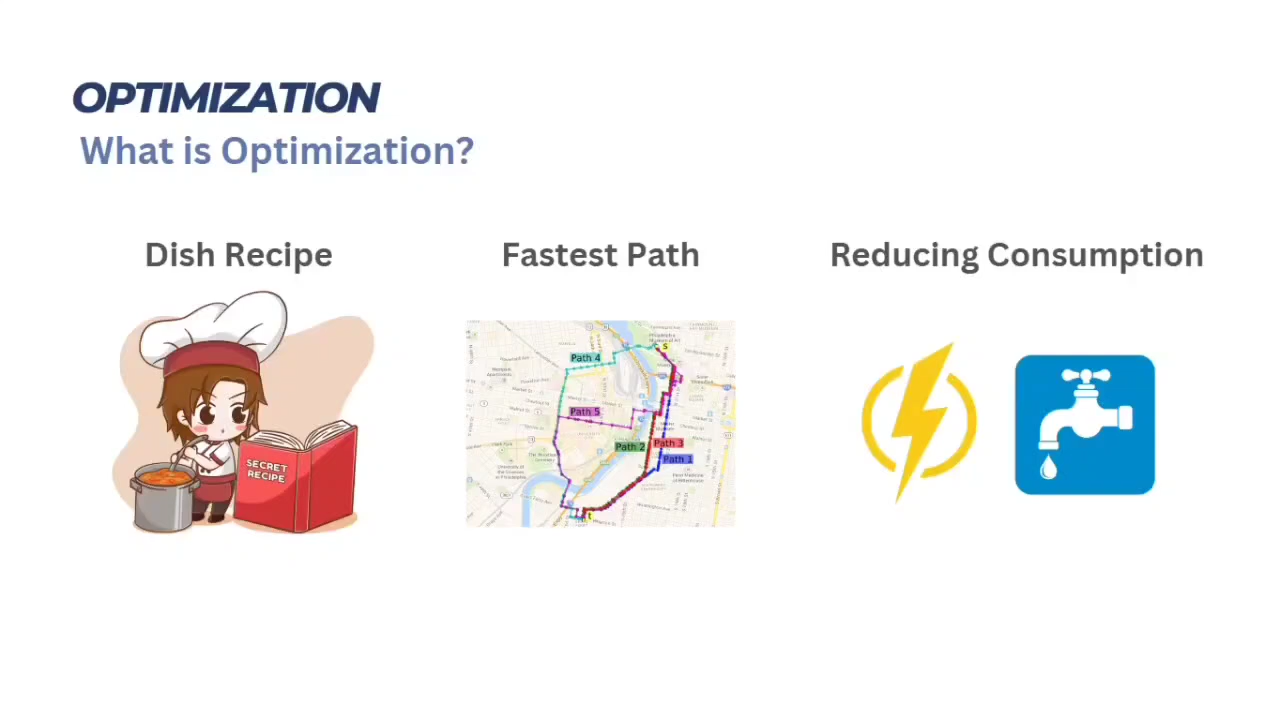 OPTIMIZATION
What is Optimization?
Dish Recipe
Fastest Path
Reducing Consumption
SECRET
RECIPE
Path 4
Path 5
Path 2
Path 3
Path 1
s
t